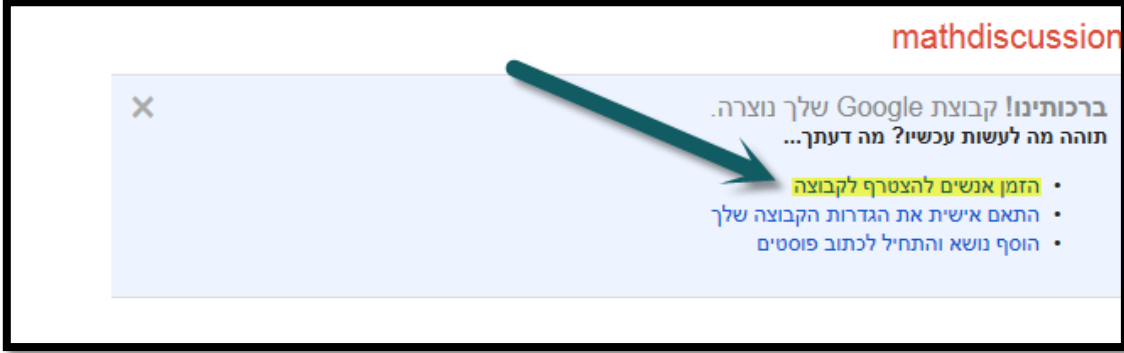 mathdiscussion
ברכותינו! קבוצת Google שלך נוצרה.
תוהה מה לעשות עכשיו? מה דעתך...
• הזמן אנשים להצטרף לקבוצה
• התאם אישית את הגדרות הקבוצה שלך
• הוסף נושא והתחיל לכתוב פוסטים